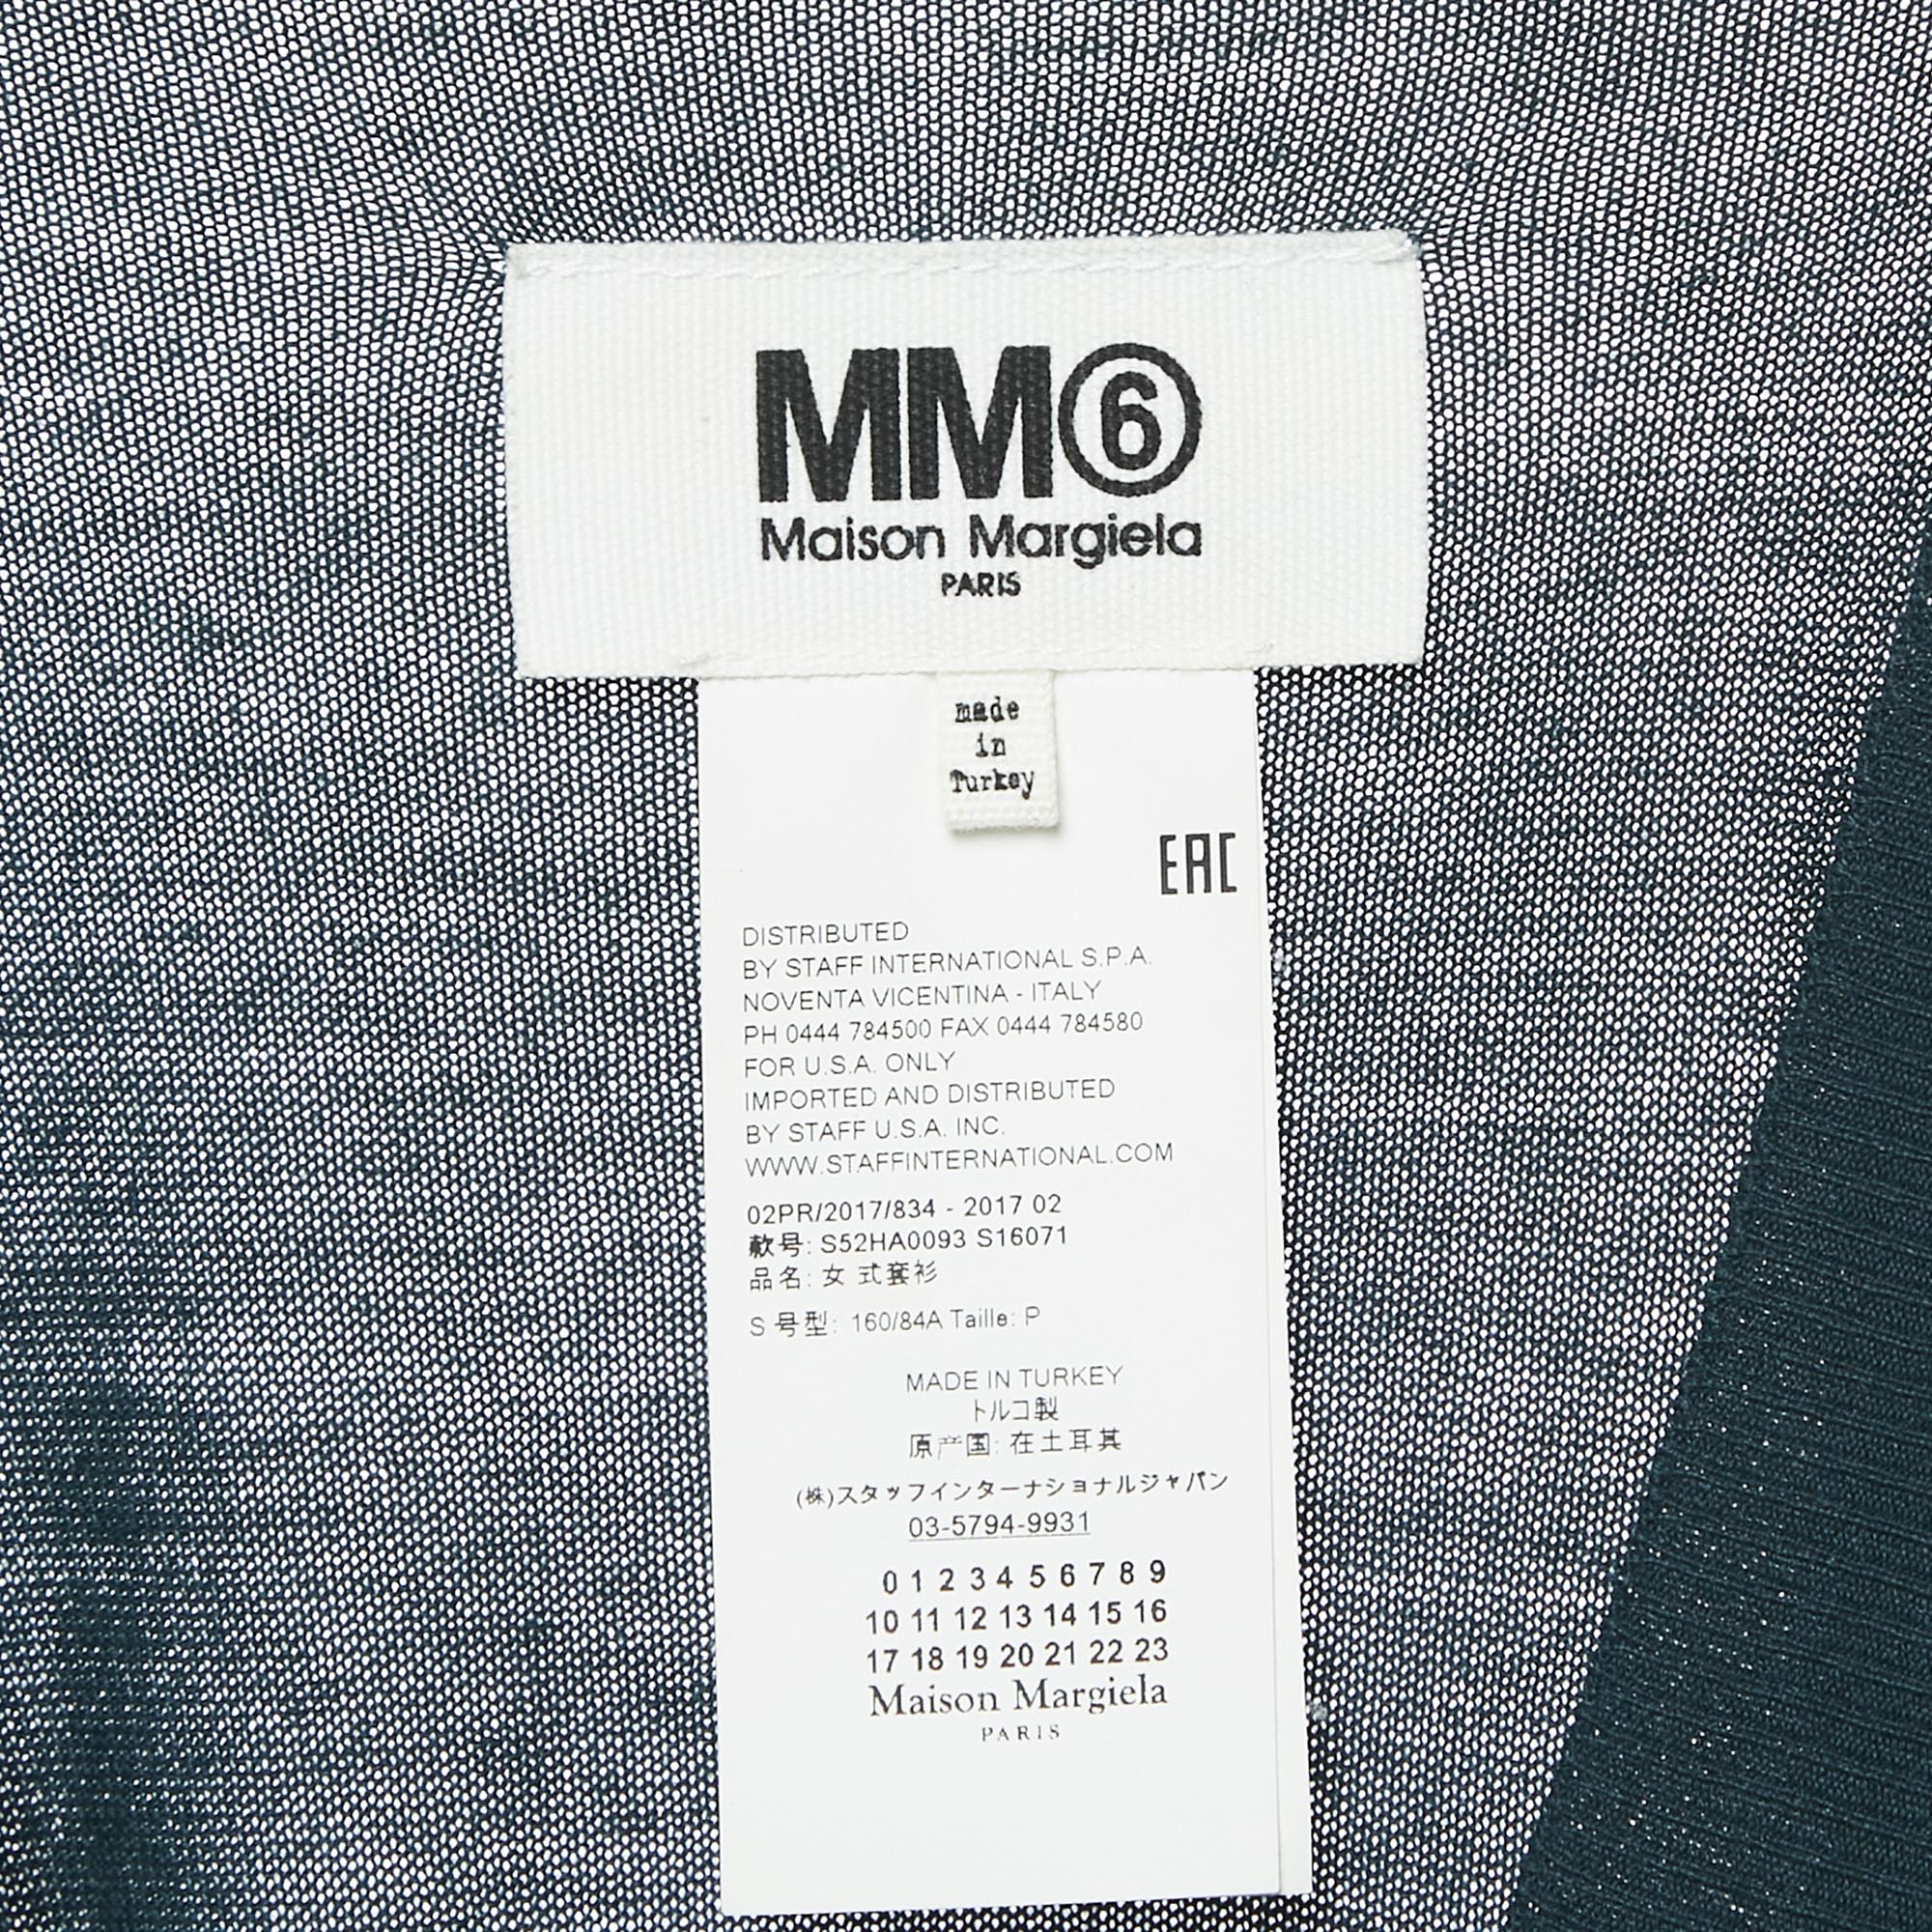 MM⑥
Maison Margiela
PARIS
made
in
Turkey
EAC
DISTRIBUTED
BY STAFF INTERNATIONAL S.P.A.
NOVENTA VICENTINA - ITALY
PH 0444 784500 FAX 0444 784580
FOR U.S.A. ONLY
IMPORTED AND DISTRIBUTED
BY STAFF U.S.A. INC.
WWW.STAFFINTERNATIONAL.COM
02PR/2017/834 - 2017 02
款号: S52HA0093 S16071
品名: 女 式套衫
S 号型: 160/84A Taille: P
MADE IN TURKEY
トルコ製
原产国: 在土耳其
(株)スタッフインターナショナルジャパン
03-5794-9931
0 1 2 3 4 5 6 7 8 9
10 11 12 13 14 15 16
17 18 19 20 21 22 23
Maison Margiela
PARIS